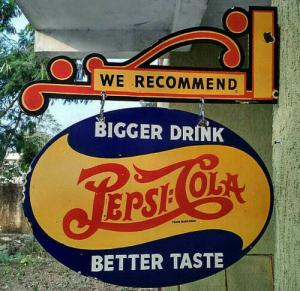 WE RECOMMEND
BIGGER DRINK
PEPSI:COLA
BETTER TASTE